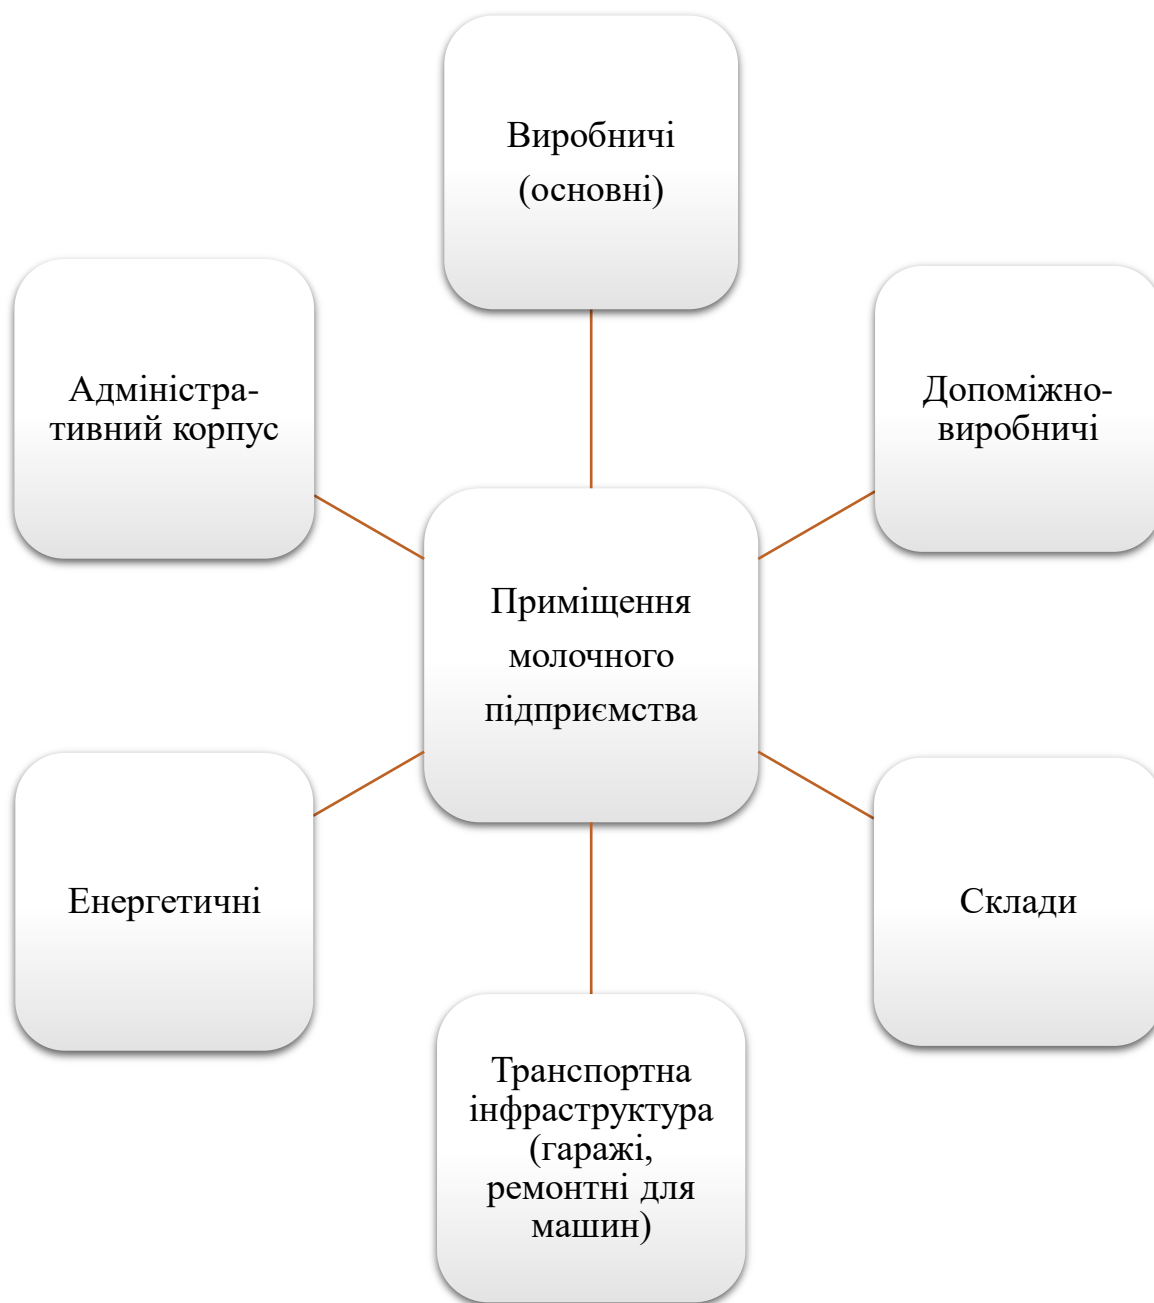 Виробничі
(основні)
Адміністра-
тивний корпус
Допоміжно-
виробничі
Приміщення
молочного
підприємства
Енергетичні
Склади
Транспортна
інфраструктура
(гаражі,
ремонтні для
машин)